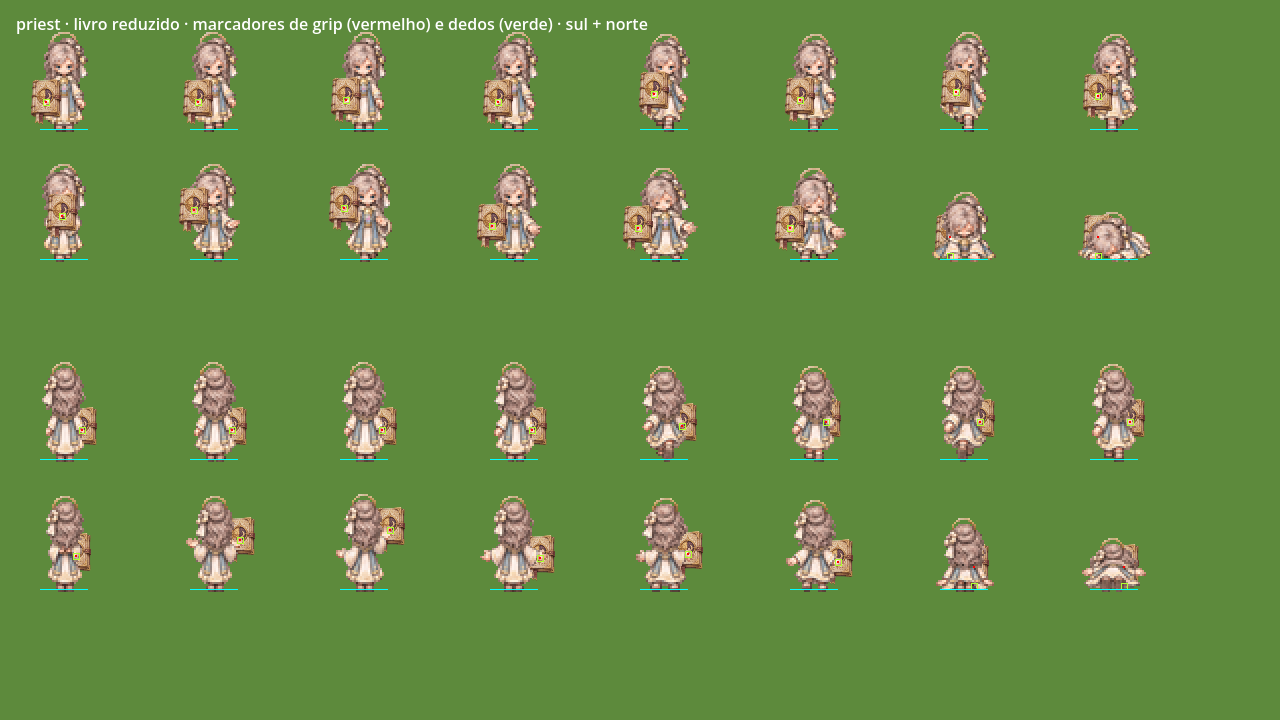 priest · livro reduzido · marcadores de grip (vermelho) e dedos (verde) · sul + norte